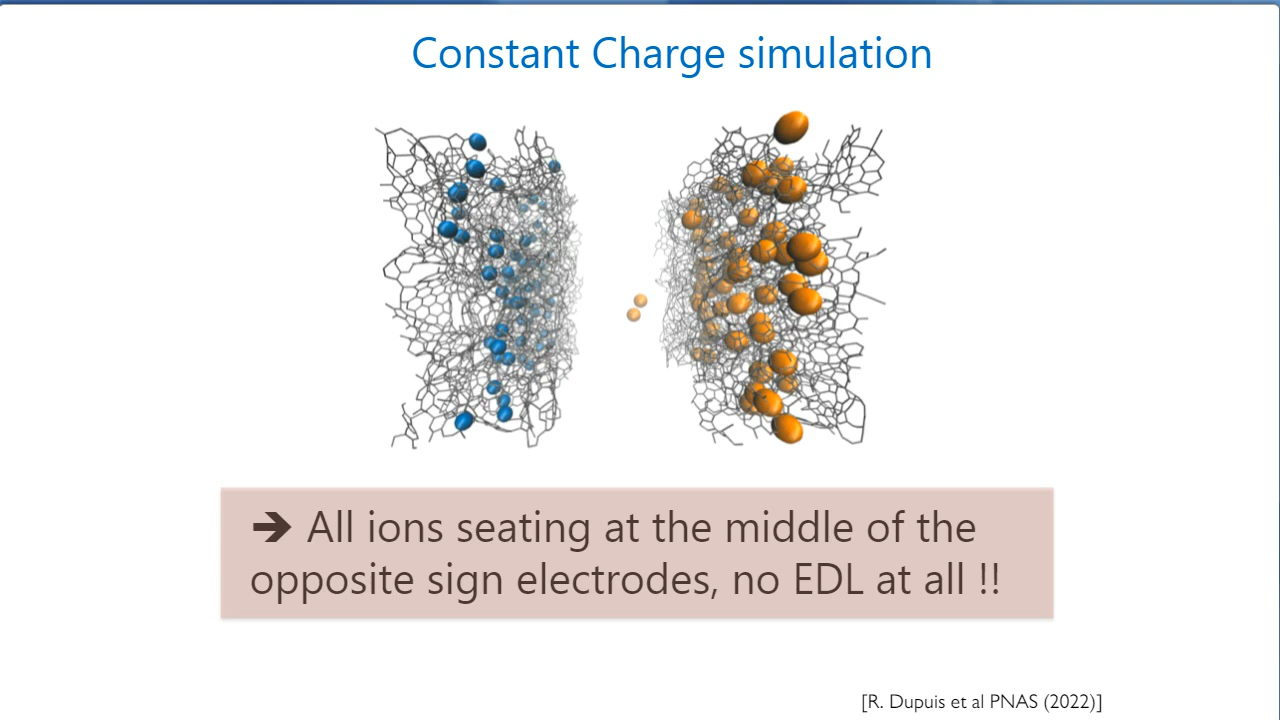 Constant Charge simulation
➔ All ions seating at the middle of the
opposite sign electrodes, no EDL at all !!
[R. Dupuis et al PNAS (2022)]